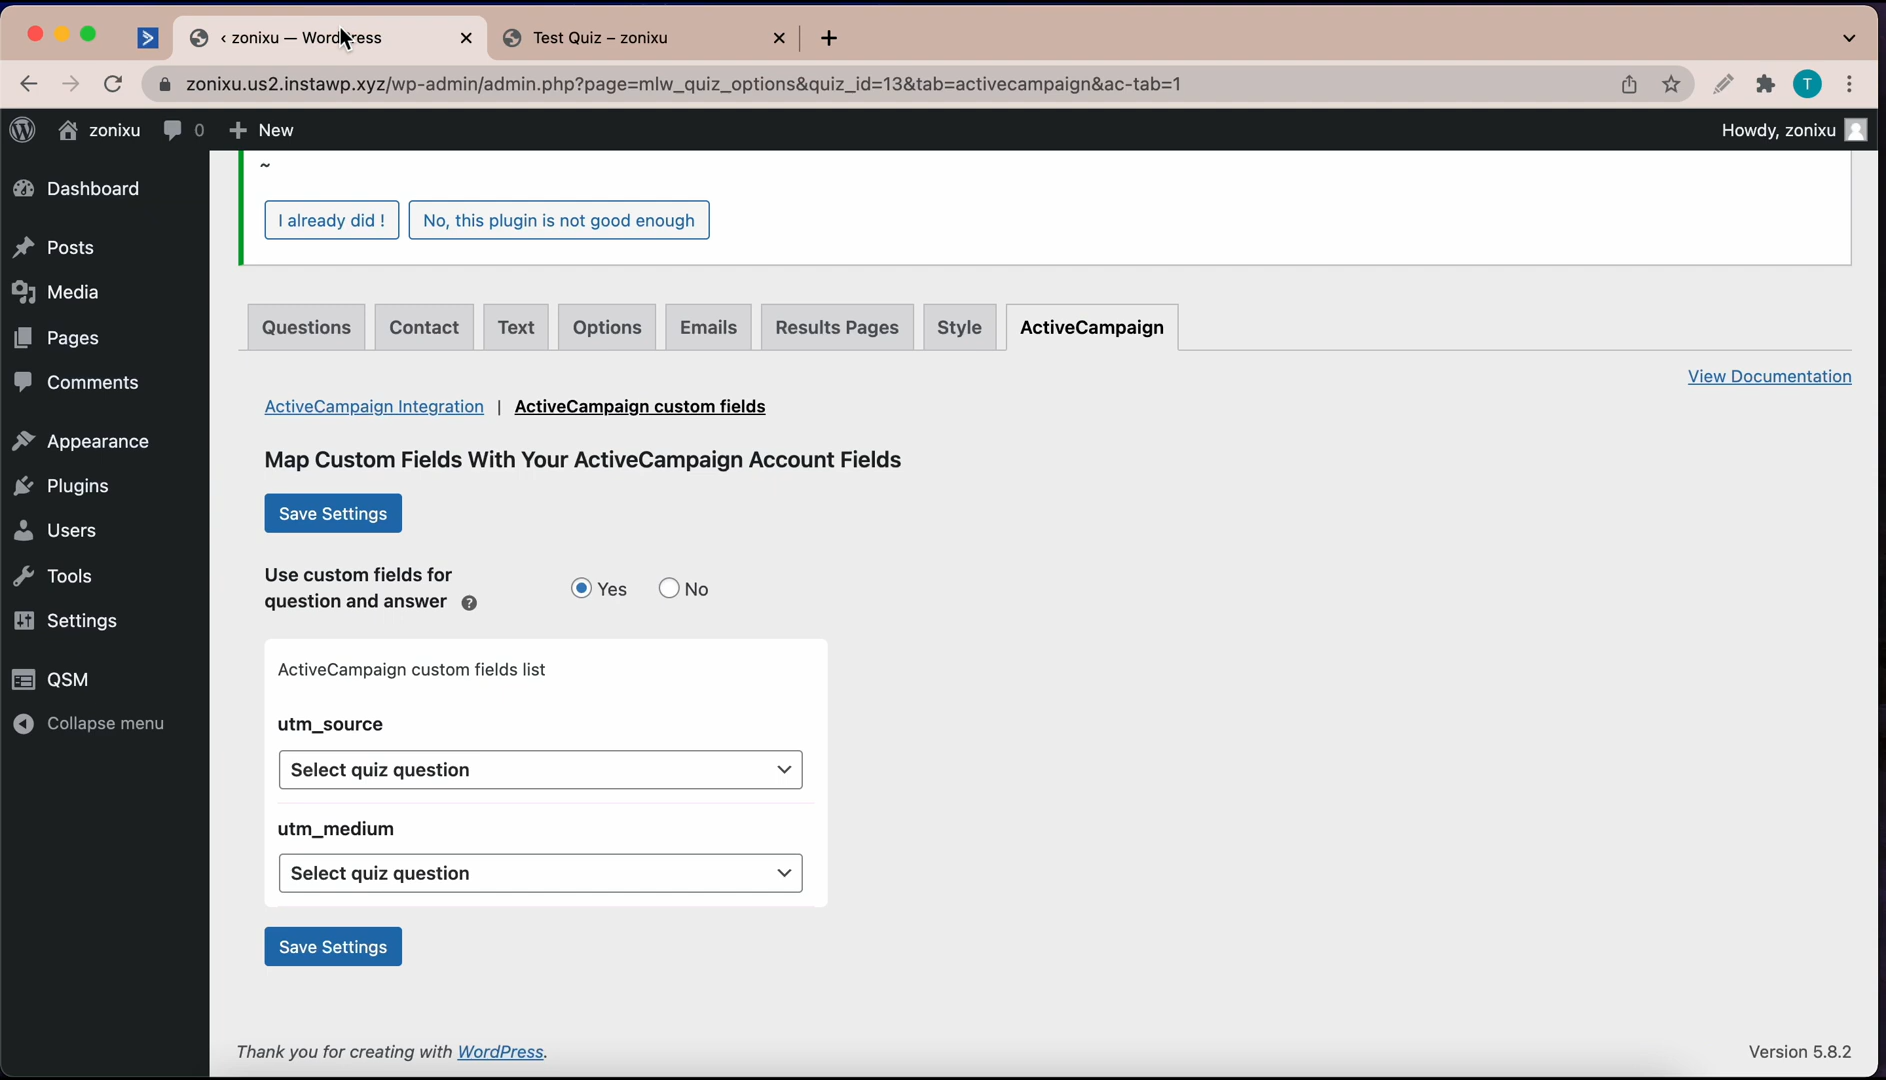 ‹ zonixu — WordPress
Test Quiz – zonixu
zonixu.us2.instawp.xyz/wp-admin/admin.php?page=mlw_quiz_options&quiz_id=13&tab=activecampaign&ac-tab=1
T
zonixu
0
New
Howdy, zonixu
Dashboard
Posts
Media
Pages
Comments
Appearance
Plugins
Users
Tools
Settings
QSM
Collapse menu
~
I already did !
No, this plugin is not good enough
Questions
Contact
Text
Options
Emails
Results Pages
Style
ActiveCampaign
View Documentation
ActiveCampaign Integration | ActiveCampaign custom fields
Map Custom Fields With Your ActiveCampaign Account Fields
Save Settings
Use custom fields for
question and answer ?
Yes
No
ActiveCampaign custom fields list
utm_source
Select quiz question
utm_medium
Select quiz question
Save Settings
Thank you for creating with WordPress.
Version 5.8.2